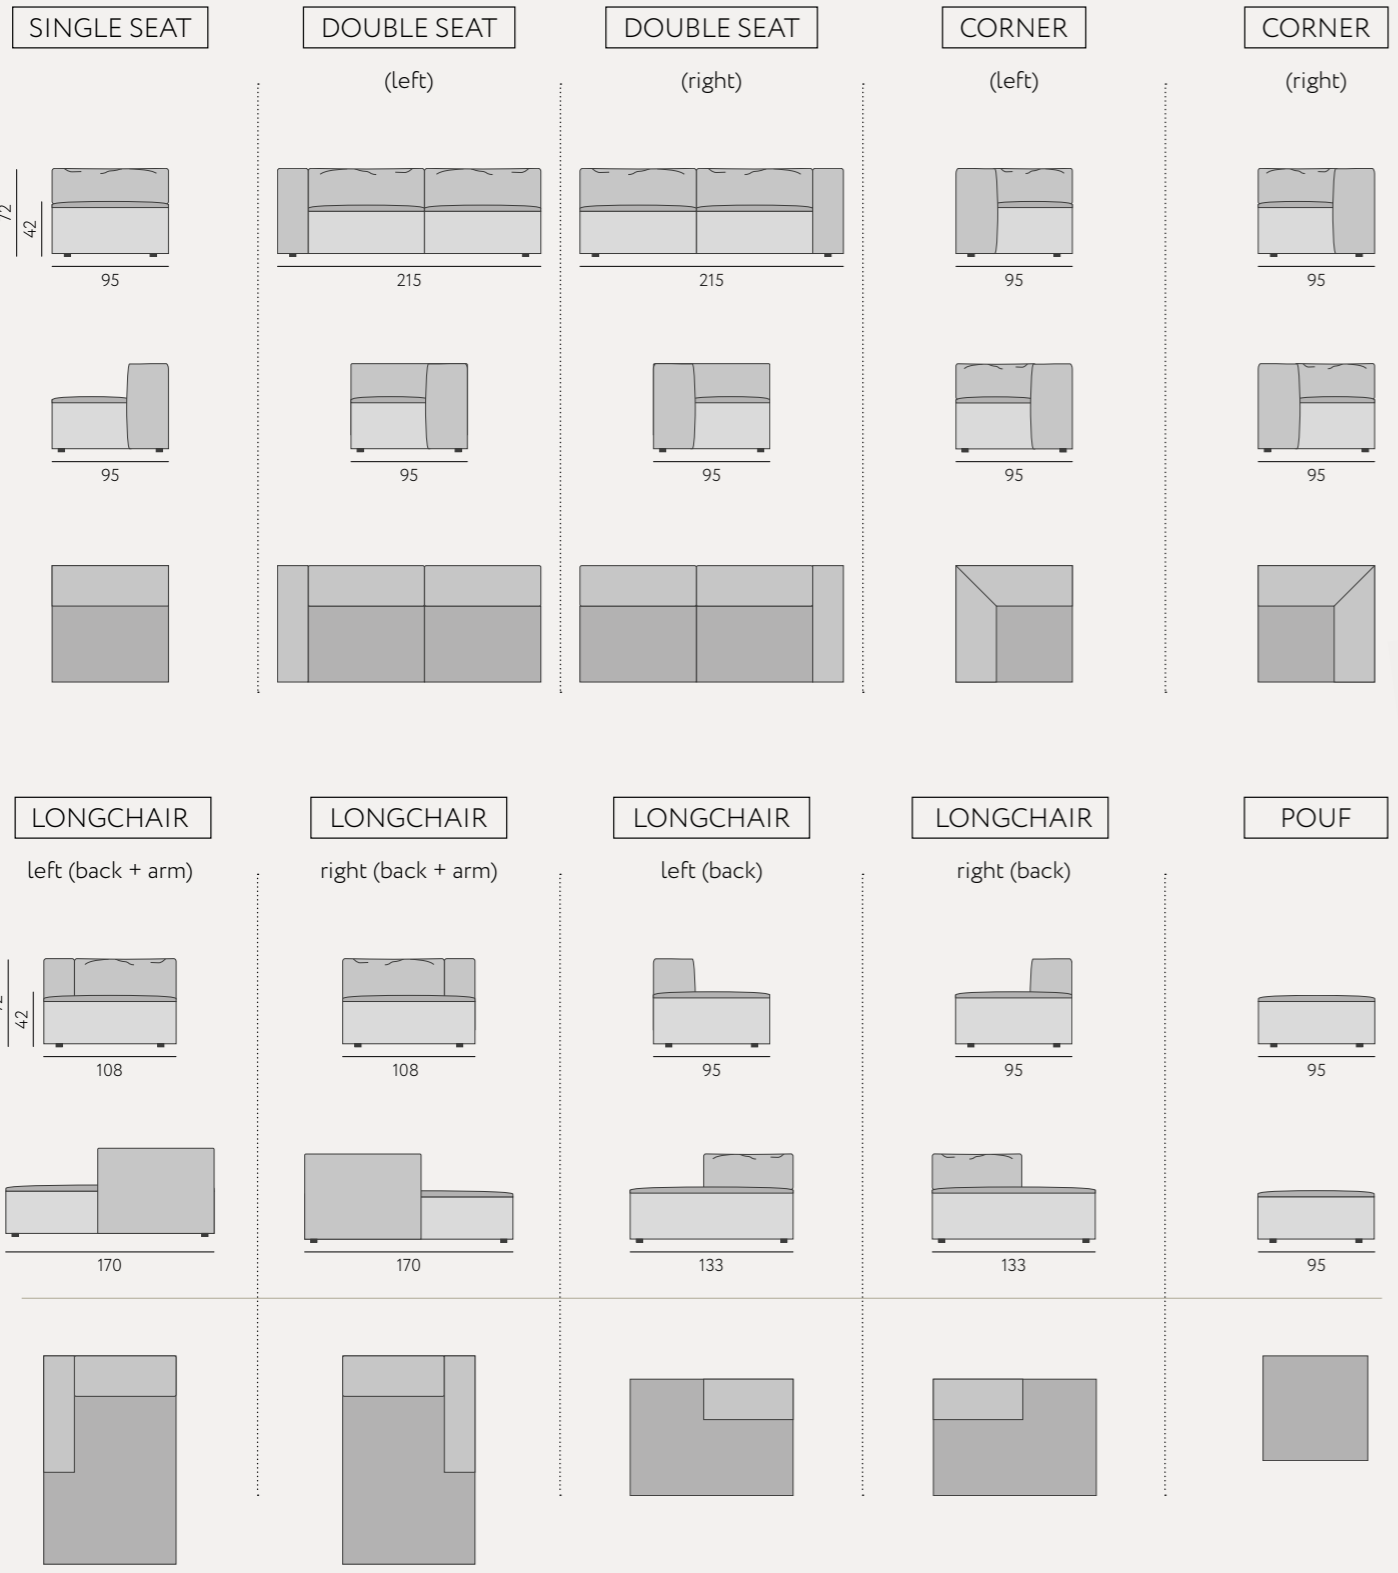 SINGLE SEAT
DOUBLE SEAT
DOUBLE SEAT
CORNER
CORNER
(left)
(right)
(left)
(right)
72
42
95
215
215
95
95
95
95
95
95
95
LONGCHAIR
LONGCHAIR
LONGCHAIR
LONGCHAIR
POUF
left (back + arm)
right (back + arm)
left (back)
right (back)
42
108
108
95
95
95
170
170
133
133
95